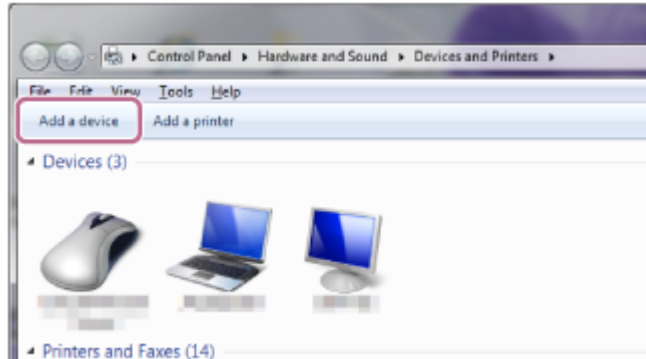 Control Panel ▸ Hardware and Sound ▸ Devices and Printers ▸
File Edit View Tools Help
Add a device Add a printer
Devices (3)
Printers and Faxes (14)